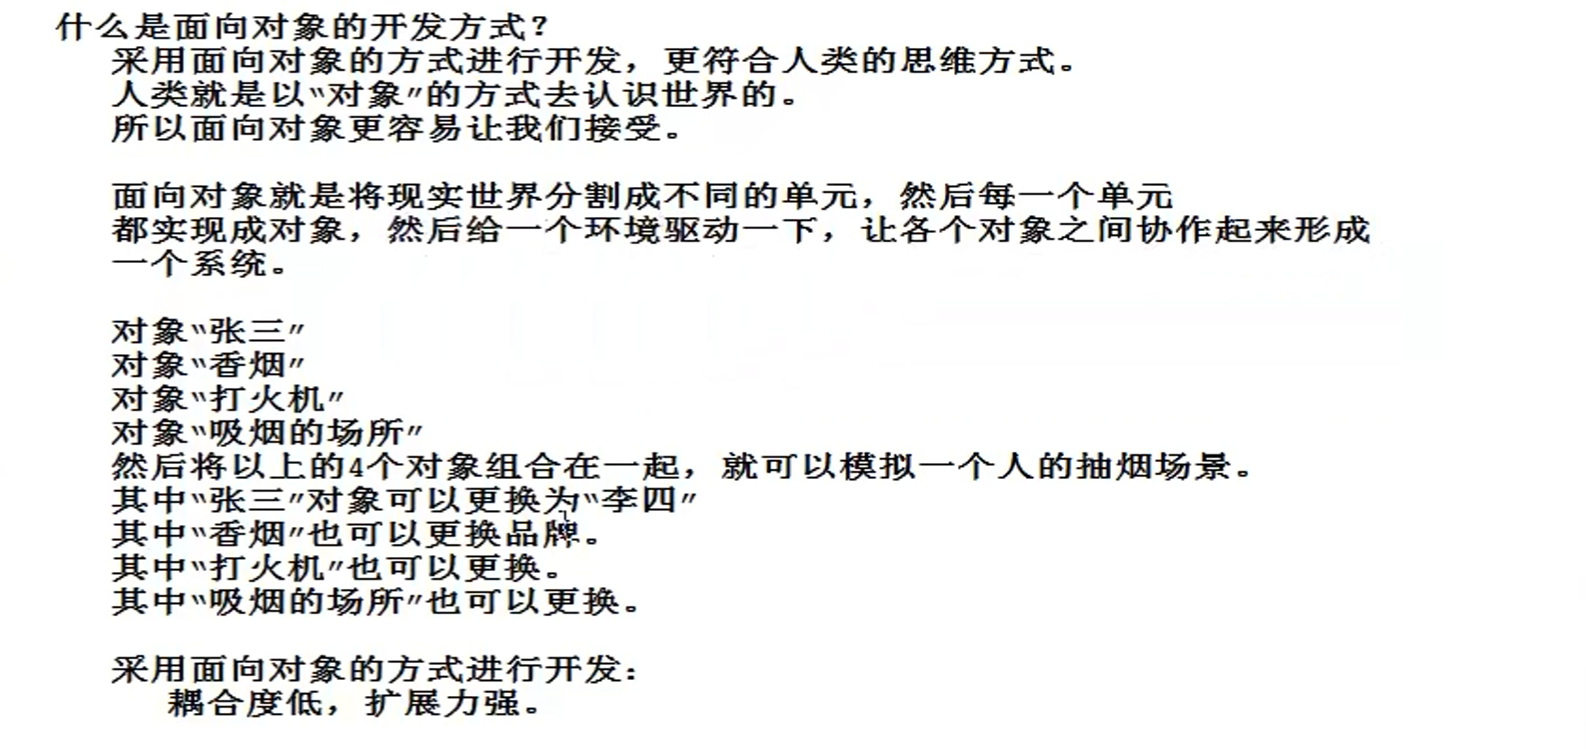 什么是面向对象的开发方式？
采用面向对象的方式进行开发，更符合人类的思维方式。
人类就是以“对象”的方式去认识世界的。
所以面向对象更容易让我们接受。
面向对象就是将现实世界分割成不同的单元，然后每一个单元
都实现成对象，然后给一个环境驱动一下，让各个对象之间协作起来形成
一个系统。
对象“张三”
对象“香烟”
对象“打火机”
对象“吸烟的场所”
然后将以上的4个对象组合在一起，就可以模拟一个人的抽烟场景。
其中“张三”对象可以更换为“李四”
其中“香烟”也可以更换品牌。
其中“打火机”也可以更换。
其中“吸烟的场所”也可以更换。
采用面向对象的方式进行开发：
耦合度低，扩展力强。